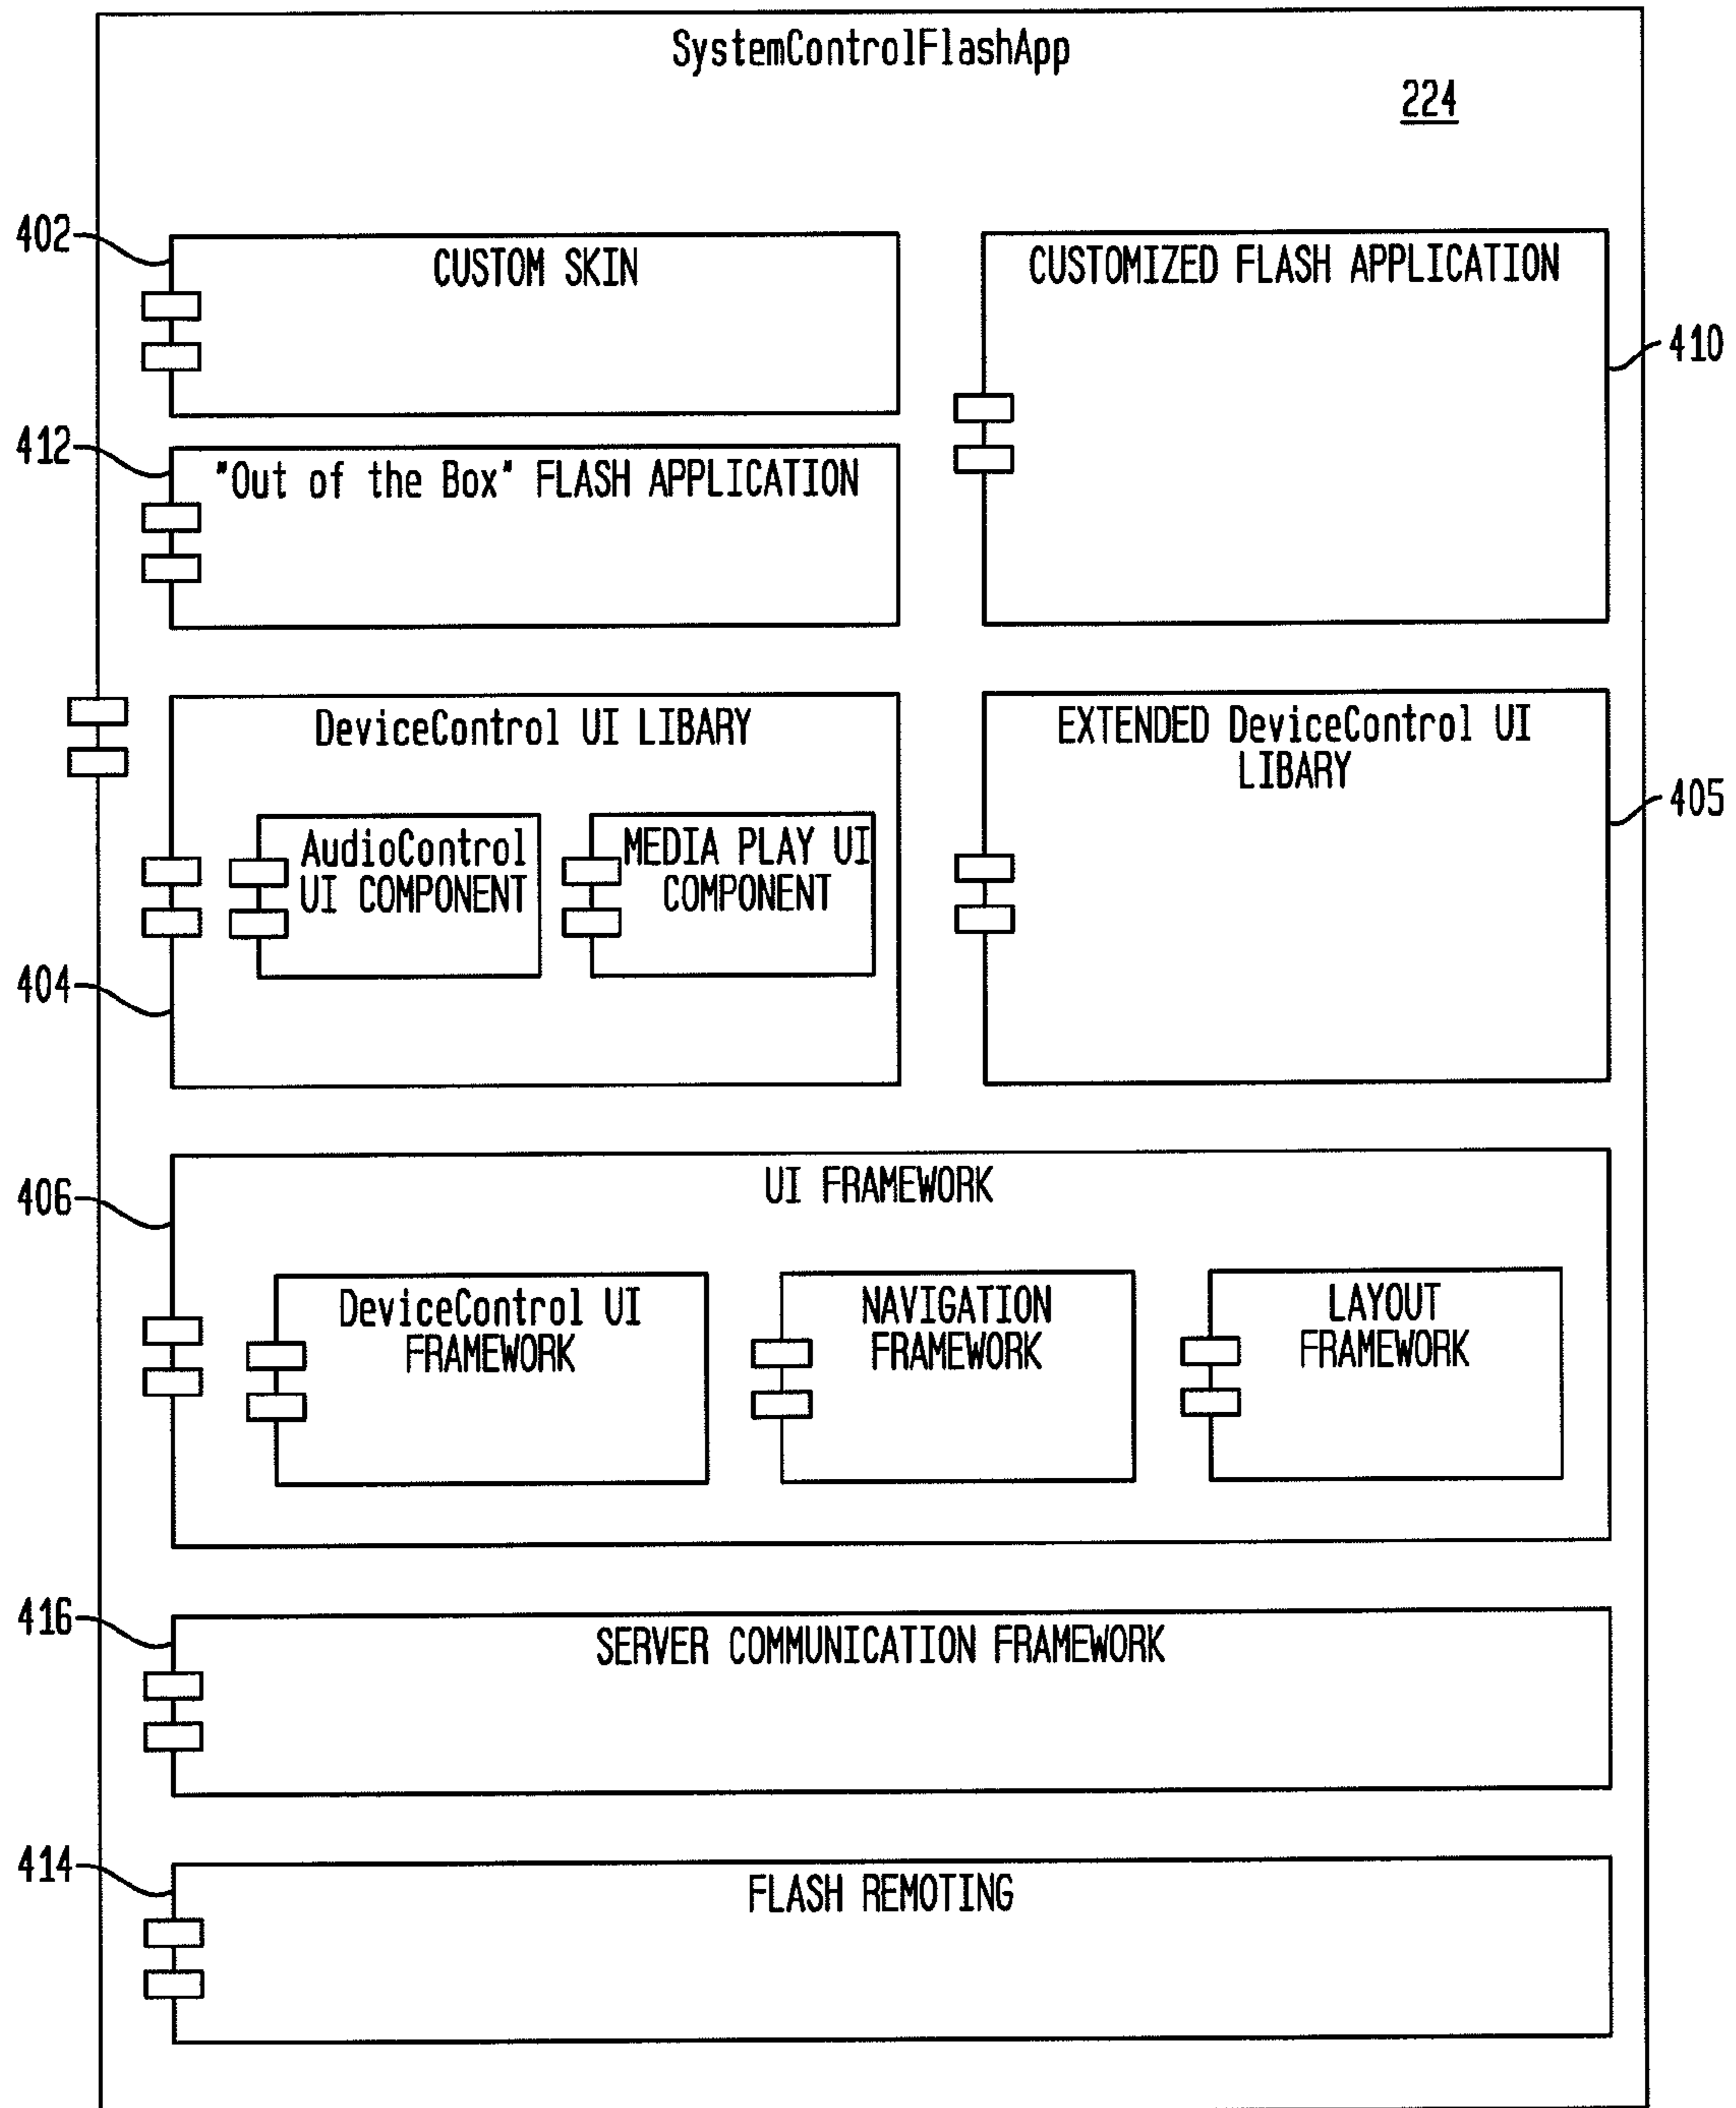 SystemControlFlashApp
224
402
CUSTOM SKIN
CUSTOMIZED FLASH APPLICATION
410
412
"Out of the Box" FLASH APPLICATION
DeviceControl UI LIBARY
EXTENDED DeviceControl UI
LIBARY
405
AudioControl
UI COMPONENT
MEDIA PLAY UI
COMPONENT
404
406
UI FRAMEWORK
DeviceControl UI
FRAMEWORK
NAVIGATION
FRAMEWORK
LAYOUT
FRAMEWORK
416
SERVER COMMUNICATION FRAMEWORK
414
FLASH REMOTING